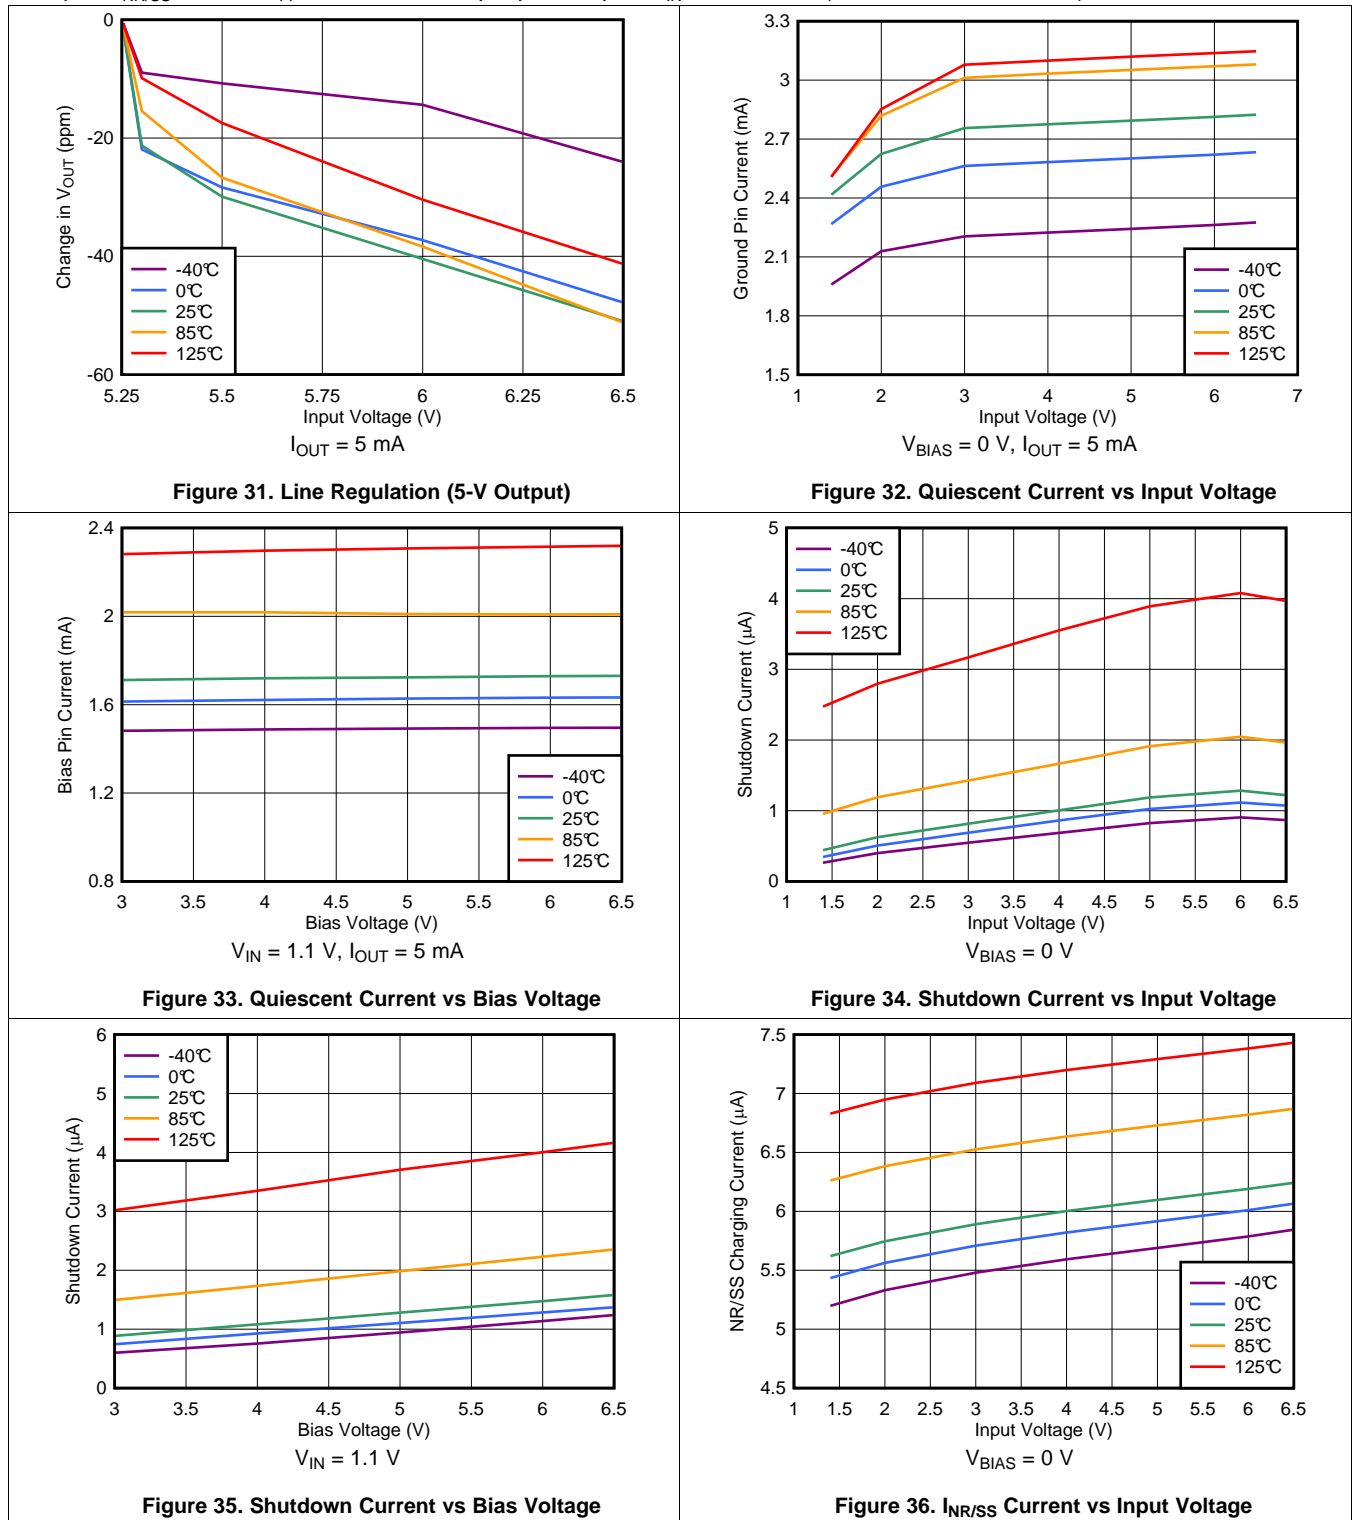 0
-20
-40
-60
5.25 5.5 5.75 6 6.25 6.5
Change in VOUT (ppm)
Input Voltage (V)
-40°C
0°C
25°C
85°C
125°C
IOUT = 5 mA
Figure 31. Line Regulation (5-V Output)
3.3
3
2.7
2.4
2.1
1.8
1.5
1 2 3 4 5 6 7
Ground Pin Current (mA)
Input Voltage (V)
-40°C
0°C
25°C
85°C
125°C
VBIAS = 0 V, IOUT = 5 mA
Figure 32. Quiescent Current vs Input Voltage
2.4
2
1.6
1.2
0.8
3 3.5 4 4.5 5 5.5 6 6.5
Bias Pin Current (mA)
Bias Voltage (V)
-40°C
0°C
25°C
85°C
125°C
VIN = 1.1 V, IOUT = 5 mA
Figure 33. Quiescent Current vs Bias Voltage
5
4
3
2
1
0
1 1.5 2 2.5 3 3.5 4 4.5 5 5.5 6 6.5
Shutdown Current (µA)
Input Voltage (V)
-40°C
0°C
25°C
85°C
125°C
VBIAS = 0 V
Figure 34. Shutdown Current vs Input Voltage
6
5
4
3
2
1
0
3 3.5 4 4.5 5 5.5 6 6.5
Shutdown Current (µA)
Bias Voltage (V)
-40°C
0°C
25°C
85°C
125°C
VIN = 1.1 V
Figure 35. Shutdown Current vs Bias Voltage
7.5
7
6.5
6
5.5
5
4.5
1 1.5 2 2.5 3 3.5 4 4.5 5 5.5 6 6.5
NR/SS Charging Current (µA)
Input Voltage (V)
-40°C
0°C
25°C
85°C
125°C
VBIAS = 0 V
Figure 36. INR/SS Current vs Input Voltage